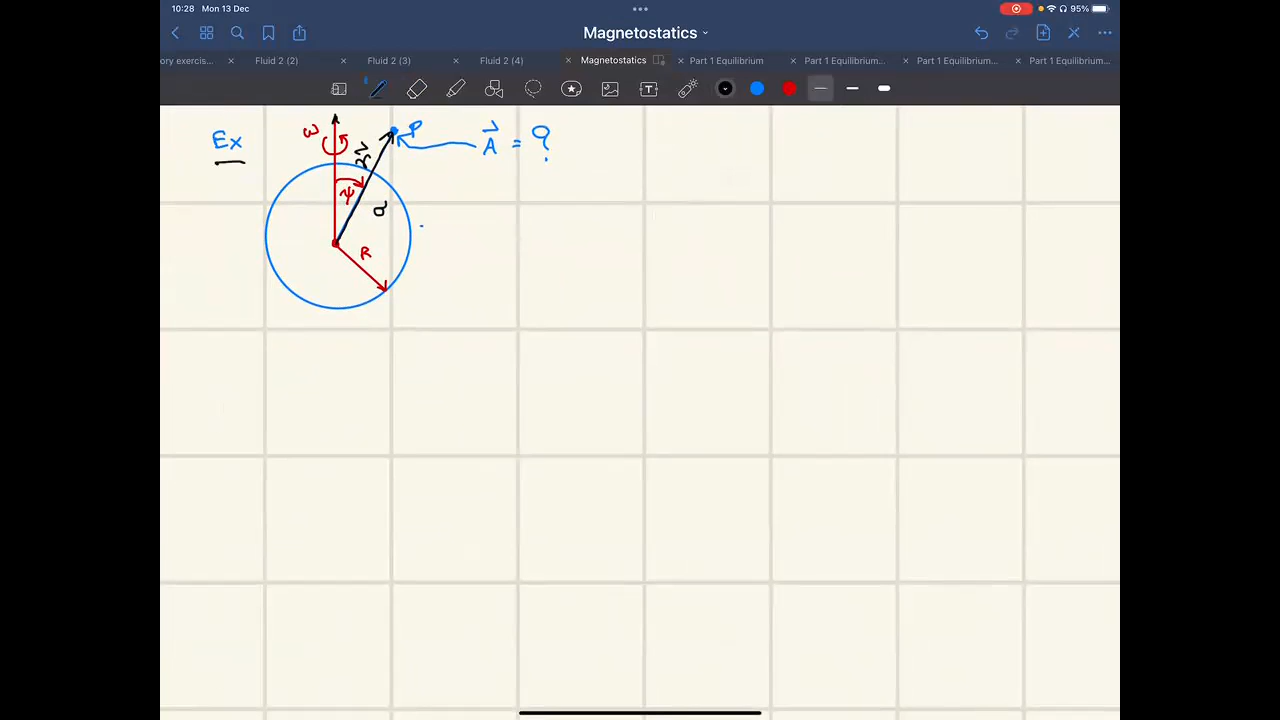 10:28 Mon 13 Dec
95%
Magnetostatics
ory exercis...
Fluid 2 (2)
Fluid 2 (3)
Fluid 2 (4)
Magnetostatics
Part 1 Equilibrium
Part 1 Equilibrium...
Part 1 Equilibrium...
Part 1 Equilibrium...
T
Ex
ω
P
A⃗ = ?
ψ
R